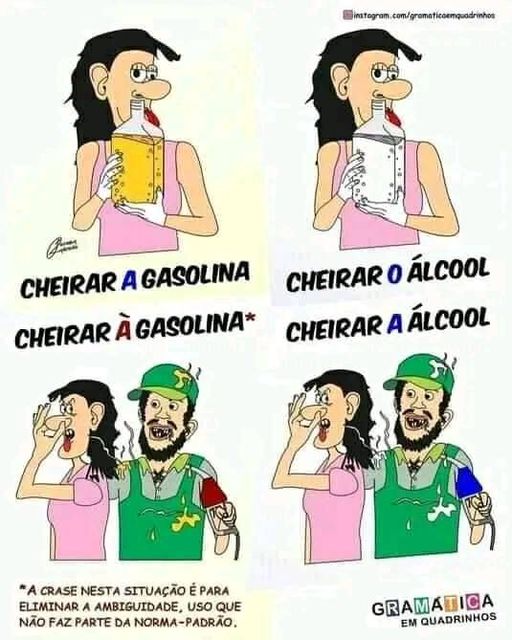 instagram.com/gramaticaemquadrinhos
CHEIRAR A GASOLINA
CHEIRAR O ÁLCOOL
CHEIRAR À GASOLINA*
CHEIRAR A ÁLCOOL
*A CRASE NESTA SITUAÇÃO É PARA
ELIMINAR A AMBIGUIDADE, USO QUE
NÃO FAZ PARTE DA NORMA-PADRÃO.
GRAMÁTICA
EM QUADRINHOS